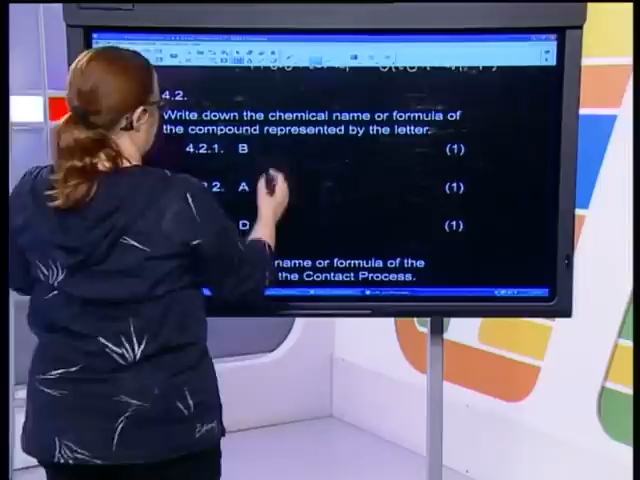 4.2.
Write down the chemical name or formula of
the compound represented by the letter.
4.2.1. B (1)
2. A (1)
D (1)
name or formula of the
the Contact Process.